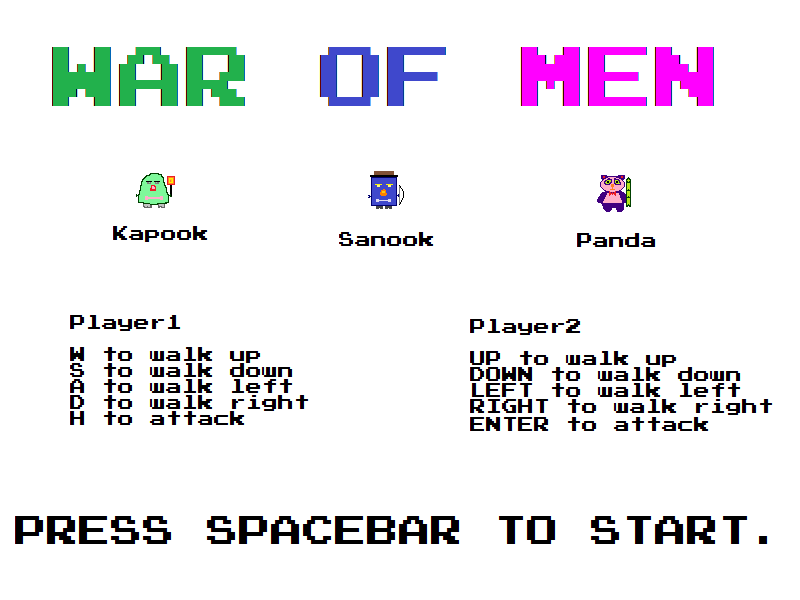 WAR OF MEN
Kapook
Sanook
Panda
Player1
W to walk up
S to walk down
A to walk left
D to walk right
H to attack
Player2
UP to walk up
DOWN to walk down
LEFT to walk left
RIGHT to walk right
ENTER to attack
PRESS SPACEBAR TO START.